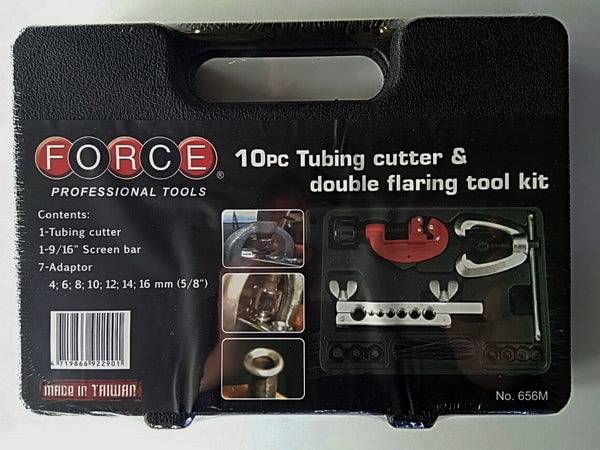 FORCE®
PROFESSIONAL TOOLS
10PC Tubing cutter &
double flaring tool kit
Contents:
1-Tubing cutter
1-9/16" Screen bar
7-Adaptor
4; 6; 8; 10; 12; 14; 16 mm (5/8")
4 719866 922901
MADE IN TAIWAN
No. 656M